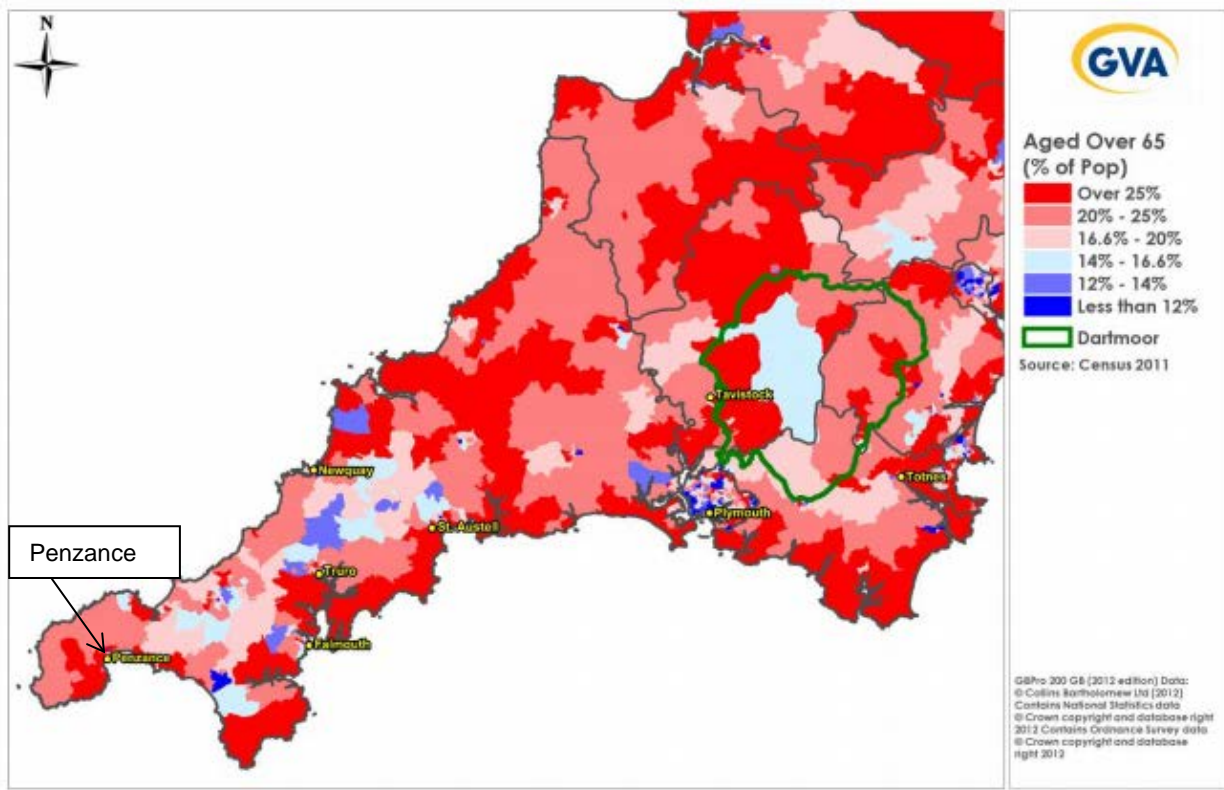 N
GVA
Aged Over 65
(% of Pop)
Over 25%
20% - 25%
16.6% - 20%
14% - 16.6%
12% - 14%
Less than 12%
Dartmoor
Source: Census 2011
Tavistock
Newquay
Totnes
Plymouth
St. Austell
Penzance
Truro
Falmouth
Penzance
GBPro 200 GB (2012 edition) Data:
© Collins Bartholomew Ltd (2012)
Contains National Statistics data
© Crown copyright and database right
2012 Contains Ordnance Survey data
© Crown copyright and database
right 2012